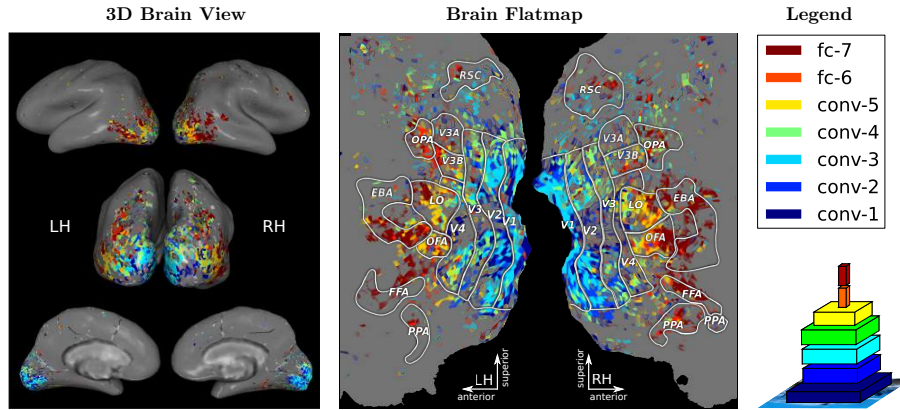 3D Brain View
Brain Flatmap
Legend
LH
RH
RSC
V3A
OPA
V3B
EBA
LO
V3
V2
V1
V4
OFA
FFA
PPA
LH
superior
anterior
RSC
V3A
OPA
V3B
LO
EBA
V3
V1
V2
OFA
V4
FFA
PPA
PPA
superior
RH
anterior
fc-7
fc-6
conv-5
conv-4
conv-3
conv-2
conv-1